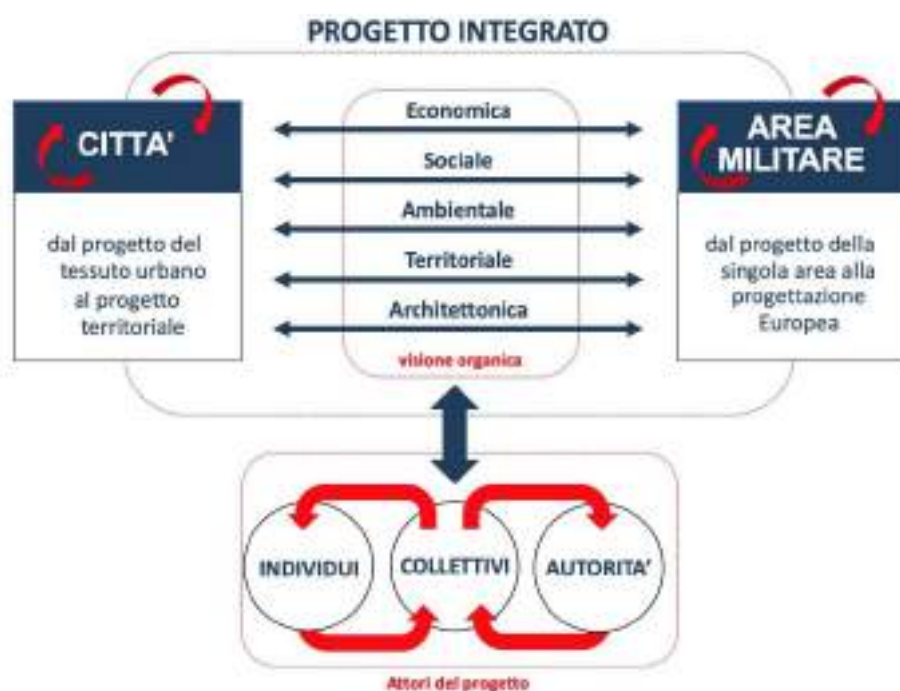 PROGETTO INTEGRATO
CITTA'
dal progetto del
tessuto urbano
al progetto
territoriale
Economica
Sociale
Ambientale
Territoriale
Architettonica
visione organica
AREA
MILITARE
dal progetto della
singola area alla
progettazione
Europea
INDIVIDUI
COLLETTIVI
AUTORITA'
Attori del progetto